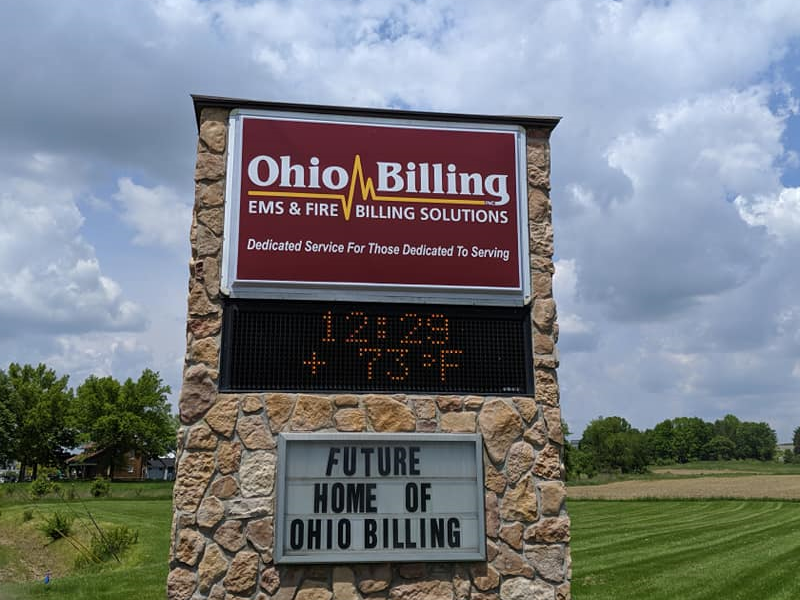 Ohio Billing INC.
EMS & FIRE BILLING SOLUTIONS
Dedicated Service For Those Dedicated To Serving
12:29
+ 73°F
FUTURE
HOME OF
OHIO BILLING